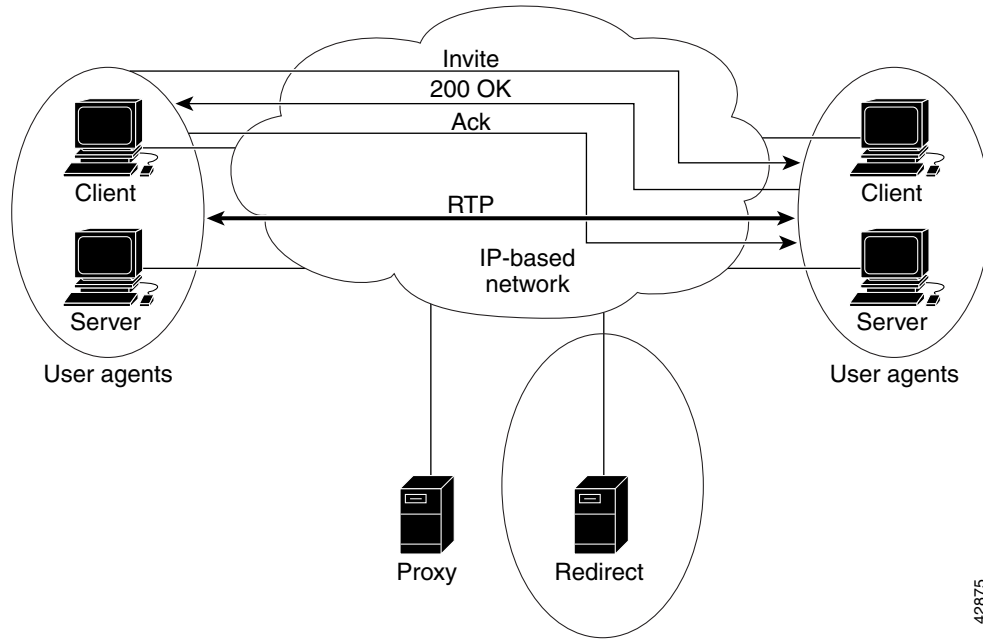 Invite
200 OK
Ack
Client
Client
RTP
IP-based
network
Server
Server
User agents
User agents
Proxy
Redirect
42875